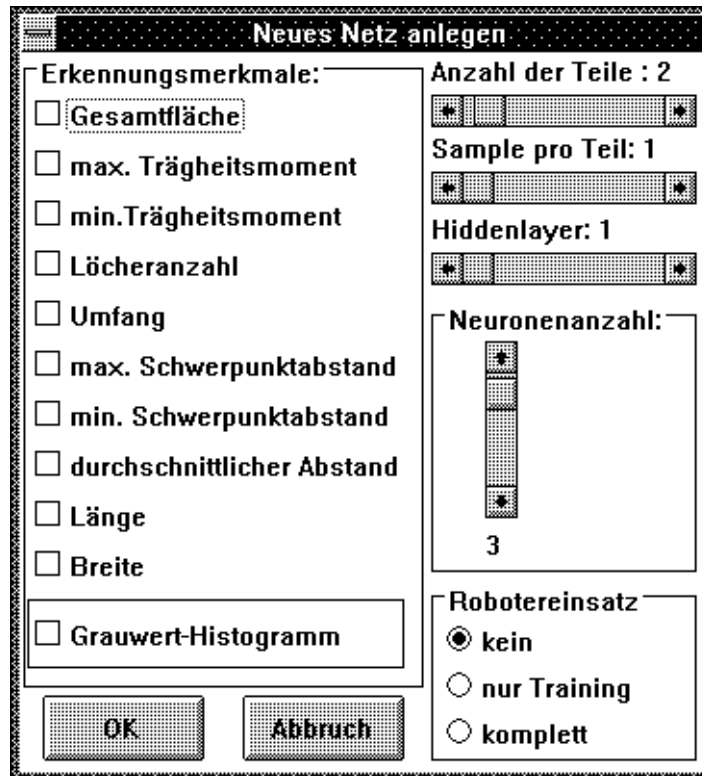 Neues Netz anlegen
Erkennungsmerkmale:
Gesamtfläche
max. Trägheitsmoment
min.Trägheitsmoment
Löcheranzahl
Umfang
max. Schwerpunktabstand
min. Schwerpunktabstand
durchschnittlicher Abstand
Länge
Breite
Grauwert-Histogramm
OK
Abbruch
Anzahl der Teile : 2
Sample pro Teil: 1
Hiddenlayer: 1
Neuronenanzahl:
3
Robotereinsatz
kein
nur Training
komplett